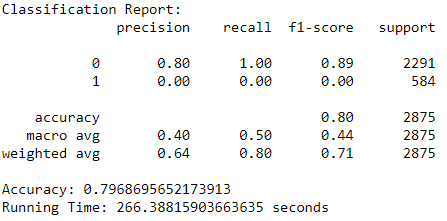 Classification Report:
precision recall f1-score support
0 0.80 1.00 0.89 2291
1 0.00 0.00 0.00 584
accuracy 0.80 2875
macro avg 0.40 0.50 0.44 2875
weighted avg 0.64 0.80 0.71 2875
Accuracy: 0.7968695652173913
Running Time: 266.38815903663635 seconds